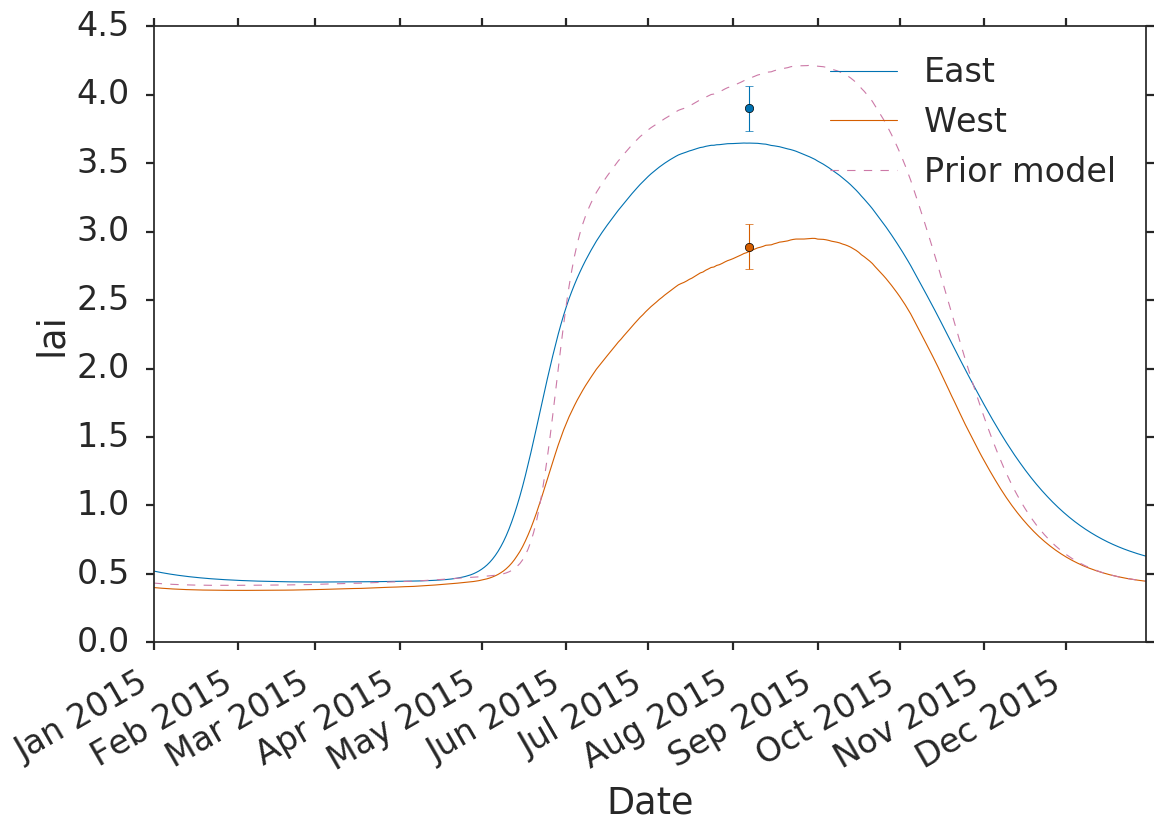 4.5
4.0
3.5
3.0
2.5
2.0
1.5
1.0
0.5
0.0
lai
East
West
Prior model
Jan 2015
Feb 2015
Mar 2015
Apr 2015
May 2015
Jun 2015
Jul 2015
Aug 2015
Sep 2015
Oct 2015
Nov 2015
Dec 2015
Date